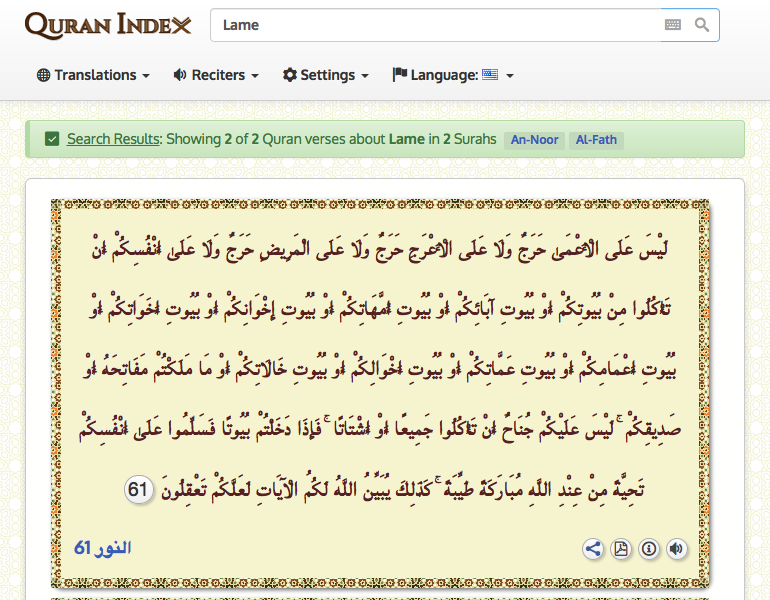 QURAN INDEX
Lame
Translations
Reciters
Settings
Language:
Search Results: Showing 2 of 2 Quran verses about Lame in 2 Surahs An-Noor Al-Fath
لَيْسَ عَلَى الْأَعْمَىٰ حَرَجٌ وَلَا عَلَى الْأَعْرَجِ حَرَجٌ وَلَا عَلَى الْمَرِيضِ حَرَجٌ وَلَا عَلَىٰ أَنْفُسِكُمْ أَنْ
تَأْكُلُوا مِنْ بُيُوتِكُمْ أَوْ بُيُوتِ آبَائِكُمْ أَوْ بُيُوتِ أُمَّهَاتِكُمْ أَوْ بُيُوتِ إِخْوَانِكُمْ أَوْ بُيُوتِ أَخَوَاتِكُمْ أَوْ
بُيُوتِ أَعْمَامِكُمْ أَوْ بُيُوتِ عَمَّاتِكُمْ أَوْ بُيُوتِ أَخْوَالِكُمْ أَوْ بُيُوتِ خَالَاتِكُمْ أَوْ مَا مَلَكْتُمْ مَفَاتِحَهُ أَوْ
صَدِيقِكُمْ ۚ لَيْسَ عَلَيْكُمْ جُنَاحٌ أَنْ تَأْكُلُوا جَمِيعًا أَوْ أَشْتَاتًا ۚ فَإِذَا دَخَلْتُمْ بُيُوتًا فَسَلِّمُوا عَلَىٰ أَنْفُسِكُمْ
تَحِيَّةً مِنْ عِنْدِ اللَّهِ مُبَارَكَةً طَيِّبَةً ۚ كَذَٰلِكَ يُبَيِّنُ اللَّهُ لَكُمُ الْآيَاتِ لَعَلَّكُمْ تَعْقِلُونَ 61
النور 61